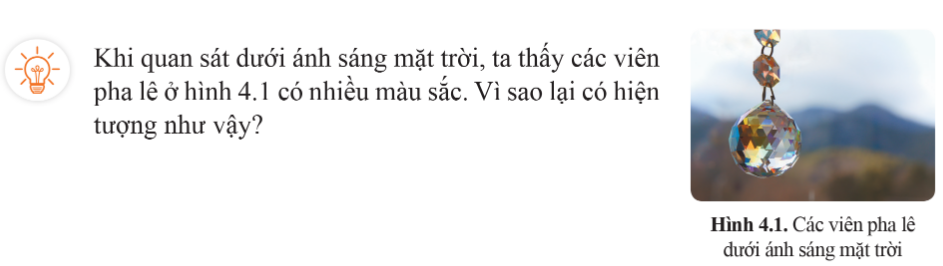 Khi quan sát dưới ánh sáng mặt trời, ta thấy các viên
pha lê ở hình 4.1 có nhiều màu sắc. Vì sao lại có hiện
tượng như vậy?
Hình 4.1. Các viên pha lê
dưới ánh sáng mặt trời